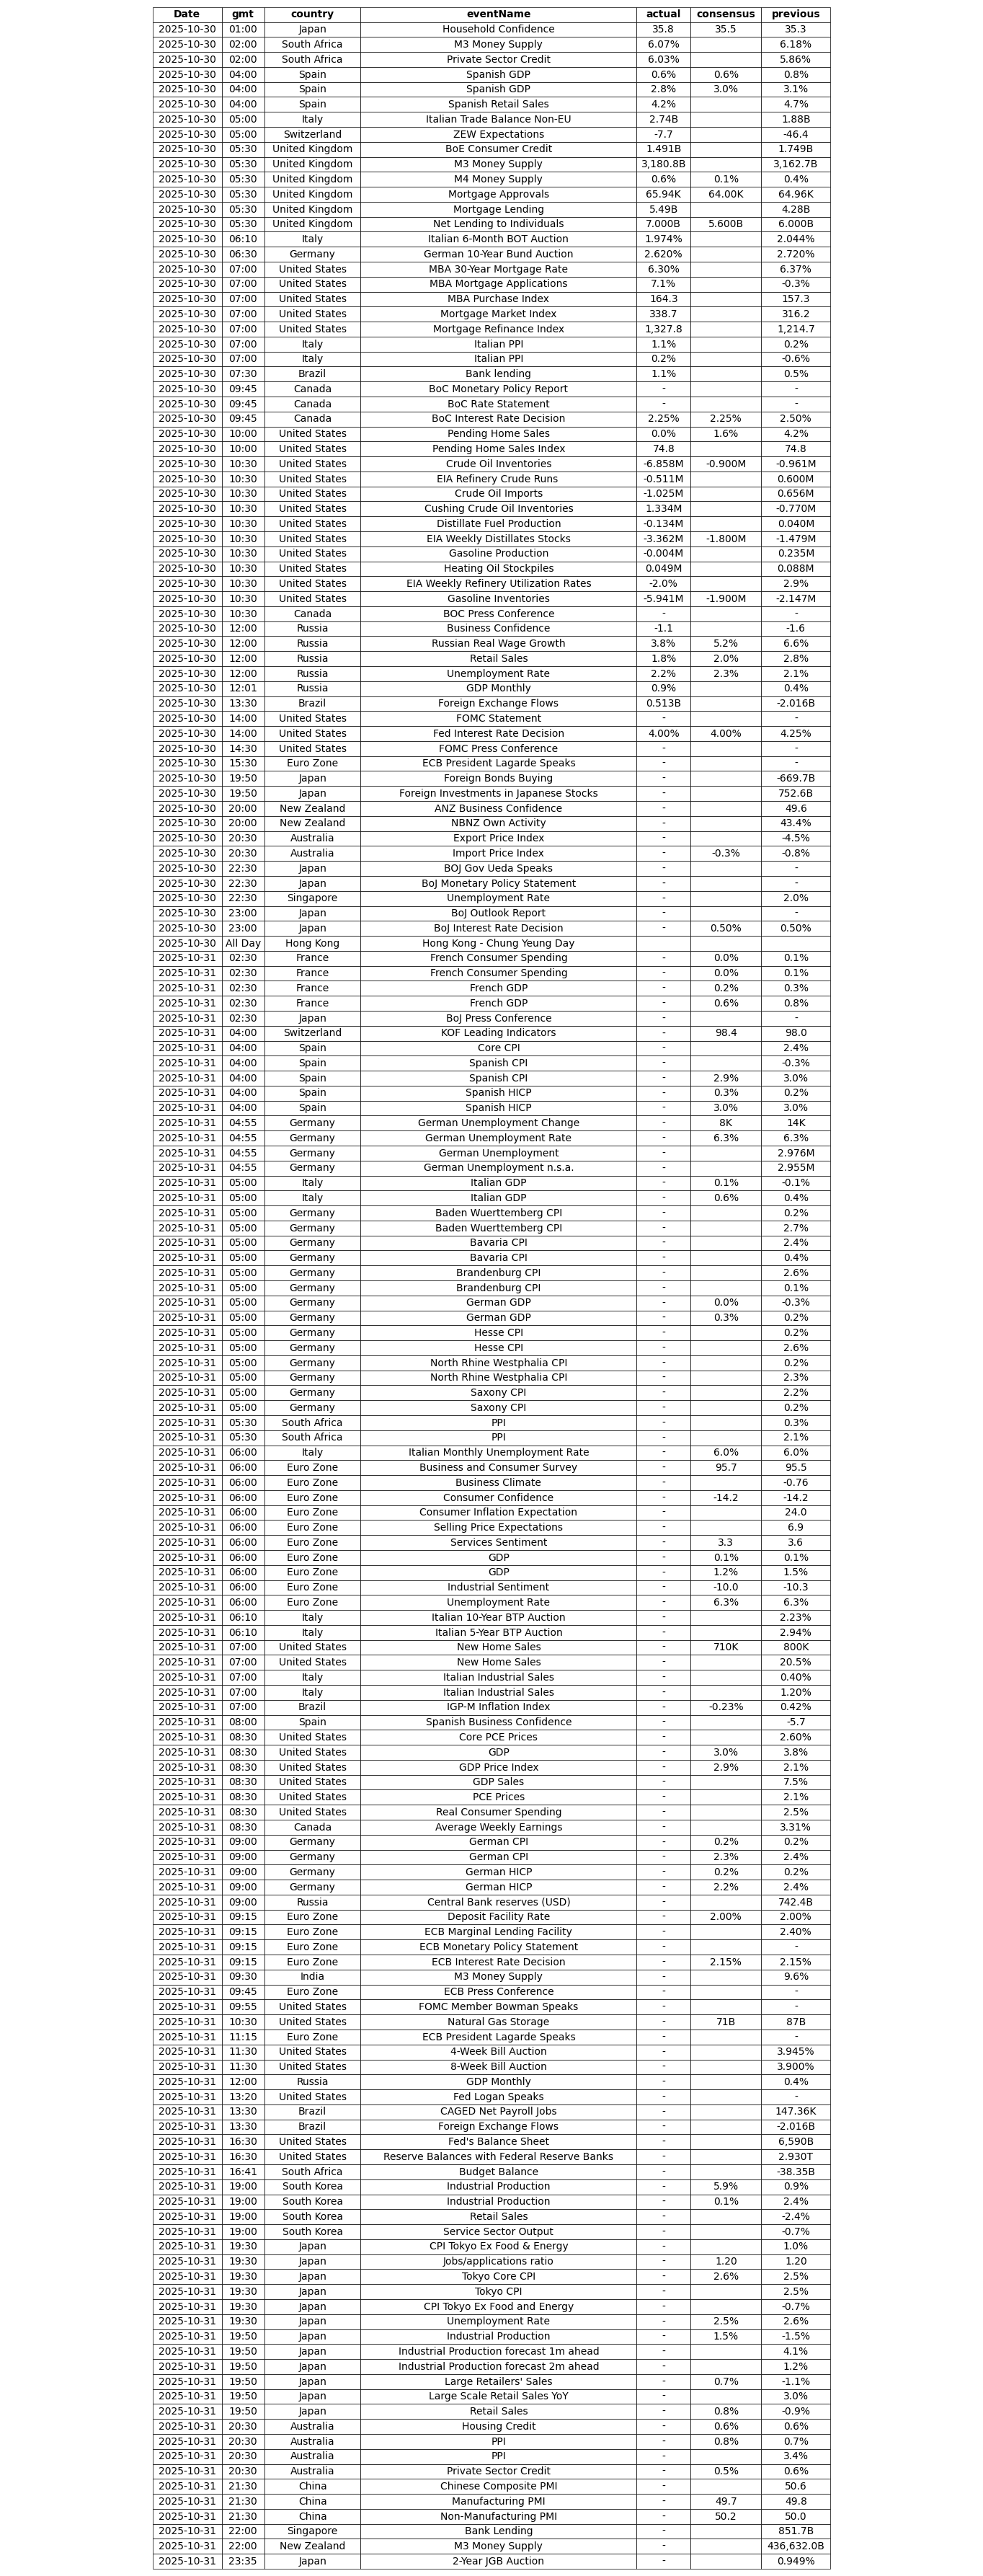 Date gmt country eventName actual consensus previous
2025-10-30 01:00 Japan Household Confidence 35.8 35.5 35.3
2025-10-30 02:00 South Africa M3 Money Supply 6.07% 6.18%
2025-10-30 02:00 South Africa Private Sector Credit 6.03% 5.86%
2025-10-30 04:00 Spain Spanish GDP 0.6% 0.6% 0.8%
2025-10-30 04:00 Spain Spanish GDP 2.8% 3.0% 3.1%
2025-10-30 04:00 Spain Spanish Retail Sales 4.2% 4.7%
2025-10-30 05:00 Italy Italian Trade Balance Non-EU 2.74B 1.88B
2025-10-30 05:00 Switzerland ZEW Expectations -7.7 -46.4
2025-10-30 05:30 United Kingdom BoE Consumer Credit 1.491B 1.749B
2025-10-30 05:30 United Kingdom M3 Money Supply 3,180.8B 3,162.7B
2025-10-30 05:30 United Kingdom M4 Money Supply 0.6% 0.1% 0.4%
2025-10-30 05:30 United Kingdom Mortgage Approvals 65.94K 64.00K 64.96K
2025-10-30 05:30 United Kingdom Mortgage Lending 5.49B 4.28B
2025-10-30 05:30 United Kingdom Net Lending to Individuals 7.000B 5.600B 6.000B
2025-10-30 06:10 Italy Italian 6-Month BOT Auction 1.974% 2.044%
2025-10-30 06:30 Germany German 10-Year Bund Auction 2.620% 2.720%
2025-10-30 07:00 United States MBA 30-Year Mortgage Rate 6.30% 6.37%
2025-10-30 07:00 United States MBA Mortgage Applications 7.1% -0.3%
2025-10-30 07:00 United States MBA Purchase Index 164.3 157.3
2025-10-30 07:00 United States Mortgage Market Index 338.7 316.2
2025-10-30 07:00 United States Mortgage Refinance Index 1,327.8 1,214.7
2025-10-30 07:00 Italy Italian PPI 1.1% 0.2%
2025-10-30 07:00 Italy Italian PPI 0.2% -0.6%
2025-10-30 07:30 Brazil Bank lending 1.1% 0.5%
2025-10-30 09:45 Canada BoC Monetary Policy Report - -
2025-10-30 09:45 Canada BoC Rate Statement - -
2025-10-30 09:45 Canada BoC Interest Rate Decision 2.25% 2.25% 2.50%
2025-10-30 10:00 United States Pending Home Sales 0.0% 1.6% 4.2%
2025-10-30 10:00 United States Pending Home Sales Index 74.8 74.8
2025-10-30 10:30 United States Crude Oil Inventories -6.858M -0.900M -0.961M
2025-10-30 10:30 United States EIA Refinery Crude Runs -0.511M 0.600M
2025-10-30 10:30 United States Crude Oil Imports -1.025M 0.656M
2025-10-30 10:30 United States Cushing Crude Oil Inventories 1.334M -0.770M
2025-10-30 10:30 United States Distillate Fuel Production -0.134M 0.040M
2025-10-30 10:30 United States EIA Weekly Distillates Stocks -3.362M -1.800M -1.479M
2025-10-30 10:30 United States Gasoline Production -0.004M 0.235M
2025-10-30 10:30 United States Heating Oil Stockpiles 0.049M 0.088M
2025-10-30 10:30 United States EIA Weekly Refinery Utilization Rates -2.0% 2.9%
2025-10-30 10:30 United States Gasoline Inventories -5.941M -1.900M -2.147M
2025-10-30 10:30 Canada BOC Press Conference - -
2025-10-30 12:00 Russia Business Confidence -1.1 -1.6
2025-10-30 12:00 Russia Russian Real Wage Growth 3.8% 5.2% 6.6%
2025-10-30 12:00 Russia Retail Sales 1.8% 2.0% 2.8%
2025-10-30 12:00 Russia Unemployment Rate 2.2% 2.3% 2.1%
2025-10-30 12:01 Russia GDP Monthly 0.9% 0.4%
2025-10-30 13:30 Brazil Foreign Exchange Flows 0.513B -2.016B
2025-10-30 14:00 United States FOMC Statement - -
2025-10-30 14:00 United States Fed Interest Rate Decision 4.00% 4.00% 4.25%
2025-10-30 14:30 United States FOMC Press Conference - -
2025-10-30 15:30 Euro Zone ECB President Lagarde Speaks - -
2025-10-30 19:50 Japan Foreign Bonds Buying - -669.7B
2025-10-30 19:50 Japan Foreign Investments in Japanese Stocks - 752.6B
2025-10-30 20:00 New Zealand ANZ Business Confidence - 49.6
2025-10-30 20:00 New Zealand NBNZ Own Activity - 43.4%
2025-10-30 20:30 Australia Export Price Index - -4.5%
2025-10-30 20:30 Australia Import Price Index - -0.3% -0.8%
2025-10-30 22:30 Japan BOJ Gov Ueda Speaks - -
2025-10-30 22:30 Japan BoJ Monetary Policy Statement - -
2025-10-30 22:30 Singapore Unemployment Rate - 2.0%
2025-10-30 23:00 Japan BoJ Outlook Report - -
2025-10-30 23:00 Japan BoJ Interest Rate Decision - 0.50% 0.50%
2025-10-30 All Day Hong Kong Hong Kong - Chung Yeung Day
2025-10-31 02:30 France French Consumer Spending - 0.0% 0.1%
2025-10-31 02:30 France French Consumer Spending - 0.0% 0.1%
2025-10-31 02:30 France French GDP - 0.2% 0.3%
2025-10-31 02:30 France French GDP - 0.6% 0.8%
2025-10-31 02:30 Japan BoJ Press Conference - -
2025-10-31 04:00 Switzerland KOF Leading Indicators - 98.4 98.0
2025-10-31 04:00 Spain Core CPI - 2.4%
2025-10-31 04:00 Spain Spanish CPI - -0.3%
2025-10-31 04:00 Spain Spanish CPI - 2.9% 3.0%
2025-10-31 04:00 Spain Spanish HICP - 0.3% 0.2%
2025-10-31 04:00 Spain Spanish HICP - 3.0% 3.0%
2025-10-31 04:55 Germany German Unemployment Change - 8K 14K
2025-10-31 04:55 Germany German Unemployment Rate - 6.3% 6.3%
2025-10-31 04:55 Germany German Unemployment - 2.976M
2025-10-31 04:55 Germany German Unemployment n.s.a. - 2.955M
2025-10-31 05:00 Italy Italian GDP - 0.1% -0.1%
2025-10-31 05:00 Italy Italian GDP - 0.6% 0.4%
2025-10-31 05:00 Germany Baden Wuerttemberg CPI - 0.2%
2025-10-31 05:00 Germany Baden Wuerttemberg CPI - 2.7%
2025-10-31 05:00 Germany Bavaria CPI - 2.4%
2025-10-31 05:00 Germany Bavaria CPI - 0.4%
2025-10-31 05:00 Germany Brandenburg CPI - 2.6%
2025-10-31 05:00 Germany Brandenburg CPI - 0.1%
2025-10-31 05:00 Germany German GDP - 0.0% -0.3%
2025-10-31 05:00 Germany German GDP - 0.3% 0.2%
2025-10-31 05:00 Germany Hesse CPI - 0.2%
2025-10-31 05:00 Germany Hesse CPI - 2.6%
2025-10-31 05:00 Germany North Rhine Westphalia CPI - 0.2%
2025-10-31 05:00 Germany North Rhine Westphalia CPI - 2.3%
2025-10-31 05:00 Germany Saxony CPI - 2.2%
2025-10-31 05:00 Germany Saxony CPI - 0.2%
2025-10-31 05:30 South Africa PPI - 0.3%
2025-10-31 05:30 South Africa PPI - 2.1%
2025-10-31 06:00 Italy Italian Monthly Unemployment Rate - 6.0% 6.0%
2025-10-31 06:00 Euro Zone Business and Consumer Survey - 95.7 95.5
2025-10-31 06:00 Euro Zone Business Climate - -0.76
2025-10-31 06:00 Euro Zone Consumer Confidence - -14.2 -14.2
2025-10-31 06:00 Euro Zone Consumer Inflation Expectation - 24.0
2025-10-31 06:00 Euro Zone Selling Price Expectations - 6.9
2025-10-31 06:00 Euro Zone Services Sentiment - 3.3 3.6
2025-10-31 06:00 Euro Zone GDP - 0.1% 0.1%
2025-10-31 06:00 Euro Zone GDP - 1.2% 1.5%
2025-10-31 06:00 Euro Zone Industrial Sentiment - -10.0 -10.3
2025-10-31 06:00 Euro Zone Unemployment Rate - 6.3% 6.3%
2025-10-31 06:10 Italy Italian 10-Year BTP Auction - 2.23%
2025-10-31 06:10 Italy Italian 5-Year BTP Auction - 2.94%
2025-10-31 07:00 United States New Home Sales - 710K 800K
2025-10-31 07:00 United States New Home Sales - 20.5%
2025-10-31 07:00 Italy Italian Industrial Sales - 0.40%
2025-10-31 07:00 Italy Italian Industrial Sales - 1.20%
2025-10-31 07:00 Brazil IGP-M Inflation Index - -0.23% 0.42%
2025-10-31 08:00 Spain Spanish Business Confidence - -5.7
2025-10-31 08:30 United States Core PCE Prices - 2.60%
2025-10-31 08:30 United States GDP - 3.0% 3.8%
2025-10-31 08:30 United States GDP Price Index - 2.9% 2.1%
2025-10-31 08:30 United States GDP Sales - 7.5%
2025-10-31 08:30 United States PCE Prices - 2.1%
2025-10-31 08:30 United States Real Consumer Spending - 2.5%
2025-10-31 08:30 Canada Average Weekly Earnings - 3.31%
2025-10-31 09:00 Germany German CPI - 0.2% 0.2%
2025-10-31 09:00 Germany German CPI - 2.3% 2.4%
2025-10-31 09:00 Germany German HICP - 0.2% 0.2%
2025-10-31 09:00 Germany German HICP - 2.2% 2.4%
2025-10-31 09:00 Russia Central Bank reserves (USD) - 742.4B
2025-10-31 09:15 Euro Zone Deposit Facility Rate - 2.00% 2.00%
2025-10-31 09:15 Euro Zone ECB Marginal Lending Facility - 2.40%
2025-10-31 09:15 Euro Zone ECB Monetary Policy Statement - -
2025-10-31 09:15 Euro Zone ECB Interest Rate Decision - 2.15% 2.15%
2025-10-31 09:30 India M3 Money Supply - 9.6%
2025-10-31 09:45 Euro Zone ECB Press Conference - -
2025-10-31 09:55 United States FOMC Member Bowman Speaks - -
2025-10-31 10:30 United States Natural Gas Storage - 71B 87B
2025-10-31 11:15 Euro Zone ECB President Lagarde Speaks - -
2025-10-31 11:30 United States 4-Week Bill Auction - 3.945%
2025-10-31 11:30 United States 8-Week Bill Auction - 3.900%
2025-10-31 12:00 Russia GDP Monthly - 0.4%
2025-10-31 13:20 United States Fed Logan Speaks - -
2025-10-31 13:30 Brazil CAGED Net Payroll Jobs - 147.36K
2025-10-31 13:30 Brazil Foreign Exchange Flows - -2.016B
2025-10-31 16:30 United States Fed's Balance Sheet - 6,590B
2025-10-31 16:30 United States Reserve Balances with Federal Reserve Banks - 2.930T
2025-10-31 16:41 South Africa Budget Balance - -38.35B
2025-10-31 19:00 South Korea Industrial Production - 5.9% 0.9%
2025-10-31 19:00 South Korea Industrial Production - 0.1% 2.4%
2025-10-31 19:00 South Korea Retail Sales - -2.4%
2025-10-31 19:00 South Korea Service Sector Output - -0.7%
2025-10-31 19:30 Japan CPI Tokyo Ex Food & Energy - 1.0%
2025-10-31 19:30 Japan Jobs/applications ratio - 1.20 1.20
2025-10-31 19:30 Japan Tokyo Core CPI - 2.6% 2.5%
2025-10-31 19:30 Japan Tokyo CPI - 2.5%
2025-10-31 19:30 Japan CPI Tokyo Ex Food and Energy - -0.7%
2025-10-31 19:30 Japan Unemployment Rate - 2.5% 2.6%
2025-10-31 19:50 Japan Industrial Production - 1.5% -1.5%
2025-10-31 19:50 Japan Industrial Production forecast 1m ahead - 4.1%
2025-10-31 19:50 Japan Industrial Production forecast 2m ahead - 1.2%
2025-10-31 19:50 Japan Large Retailers' Sales - 0.7% -1.1%
2025-10-31 19:50 Japan Large Scale Retail Sales YoY - 3.0%
2025-10-31 19:50 Japan Retail Sales - 0.8% -0.9%
2025-10-31 20:30 Australia Housing Credit - 0.6% 0.6%
2025-10-31 20:30 Australia PPI - 0.8% 0.7%
2025-10-31 20:30 Australia PPI - 3.4%
2025-10-31 20:30 Australia Private Sector Credit - 0.5% 0.6%
2025-10-31 21:30 China Chinese Composite PMI - 50.6
2025-10-31 21:30 China Manufacturing PMI - 49.7 49.8
2025-10-31 21:30 China Non-Manufacturing PMI - 50.2 50.0
2025-10-31 22:00 Singapore Bank Lending - 851.7B
2025-10-31 22:00 New Zealand M3 Money Supply - 436,632.0B
2025-10-31 23:35 Japan 2-Year JGB Auction - 0.949%